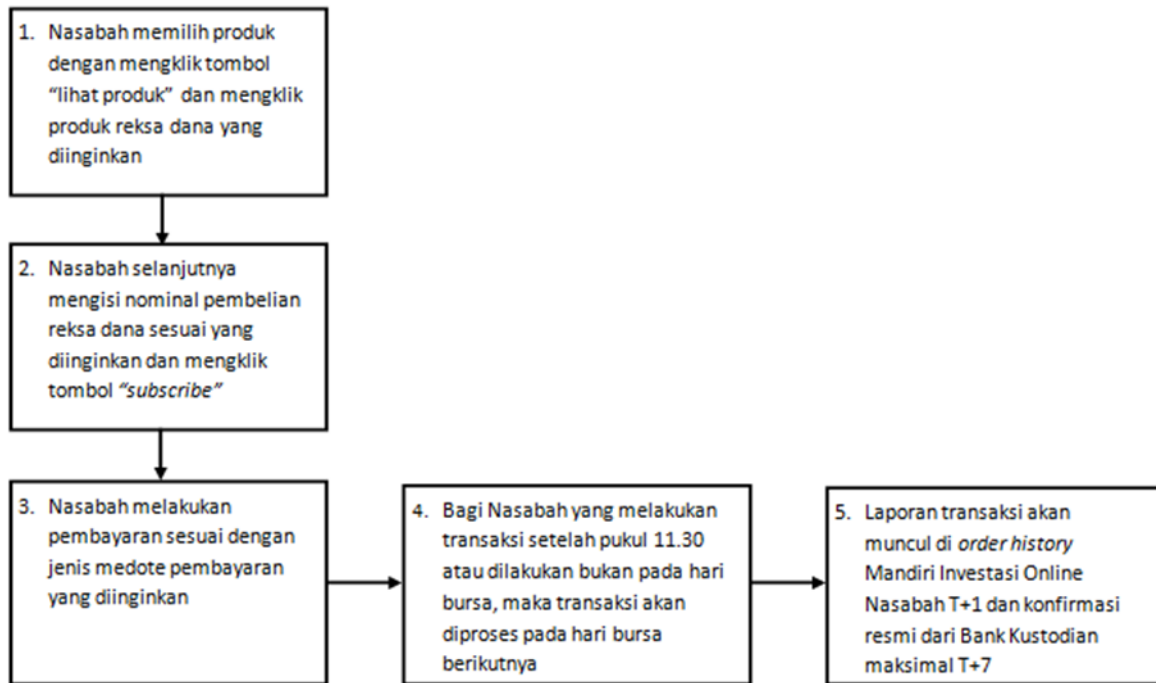 1. Nasabah memilih produk
dengan mengklik tombol
“lihat produk” dan mengklik
produk reksa dana yang
diinginkan
2. Nasabah selanjutnya
mengisi nominal pembelian
reksa dana sesuai yang
diinginkan dan mengklik
tombol “subscribe”
3. Nasabah melakukan
pembayaran sesuai dengan
jenis medote pembayaran
yang diinginkan
4. Bagi Nasabah yang melakukan
transaksi setelah pukul 11.30
atau dilakukan bukan pada hari
bursa, maka transaksi akan
diproses pada hari bursa
berikutnya
5. Laporan transaksi akan
muncul di order history
Mandiri Investasi Online
Nasabah T+1 dan konfirmasi
resmi dari Bank Kustodian
maksimal T+7